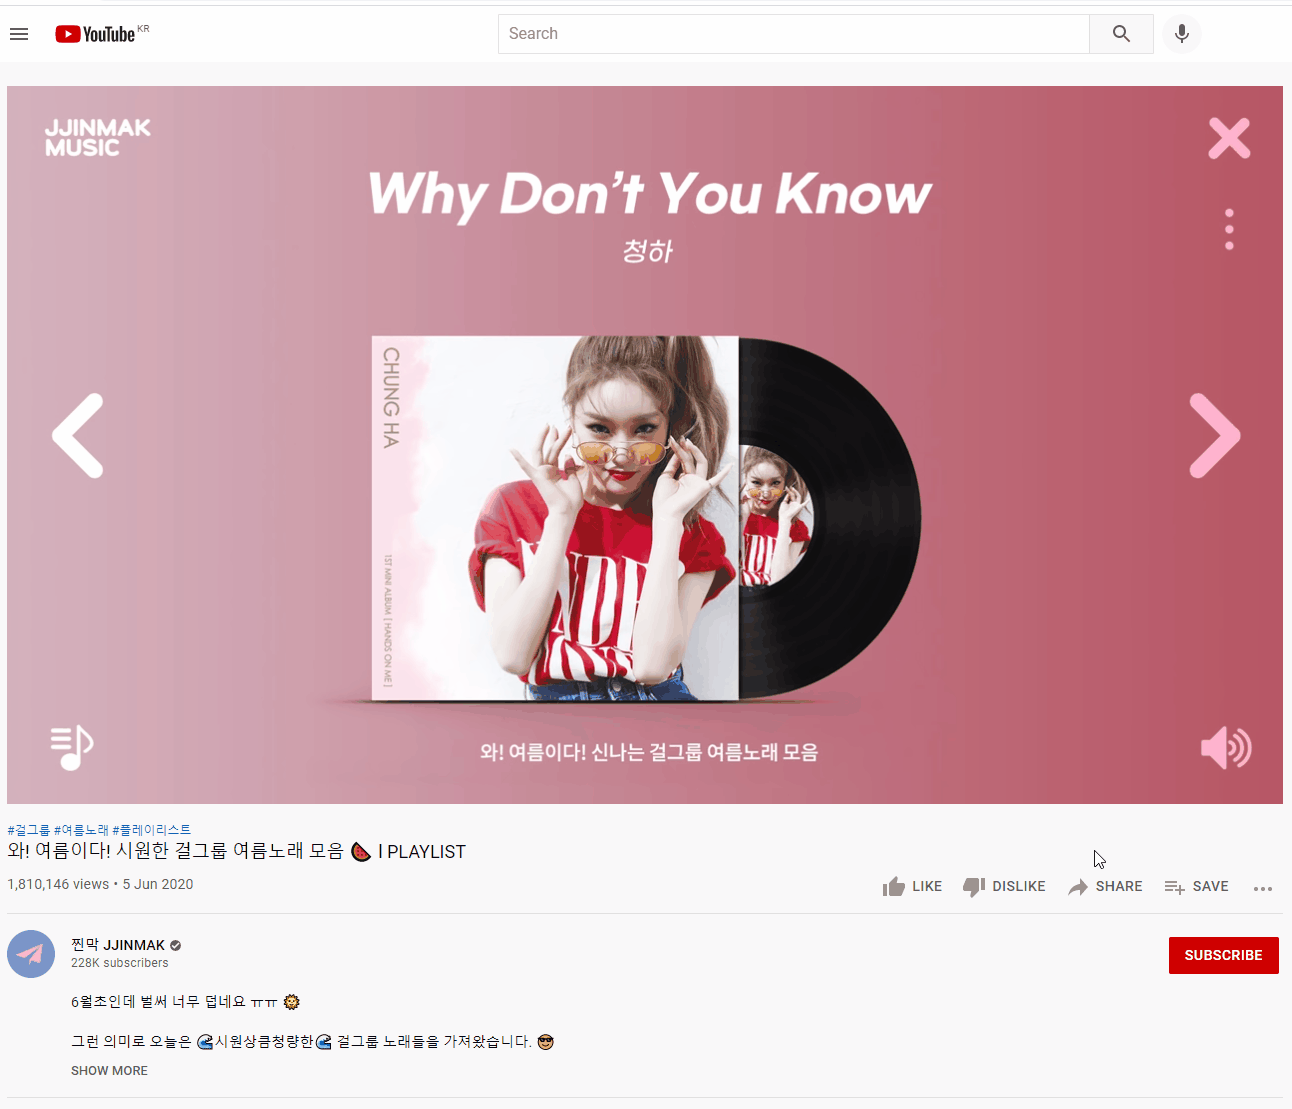 YouTube KR
Search
JJINMAK
MUSIC
Why Don't You Know
청하
CHUNG HA
1ST MINI ALBUM [ HANDS ON ME ]
와! 여름이다! 신나는 걸그룹 여름노래 모음
#걸그룹 #여름노래 #플레이리스트
와! 여름이다! 시원한 걸그룹 여름노래 모음 🍉 l PLAYLIST
1,810,146 views • 5 Jun 2020
LIKE
DISLIKE
SHARE
SAVE
찐막 JJINMAK
228K subscribers
SUBSCRIBE
6월초인데 벌써 너무 덥네요 ㅠㅠ 🌞
그런 의미로 오늘은 🌊시원상큼청량한🌊 걸그룹 노래들을 가져왔습니다. 😎
SHOW MORE